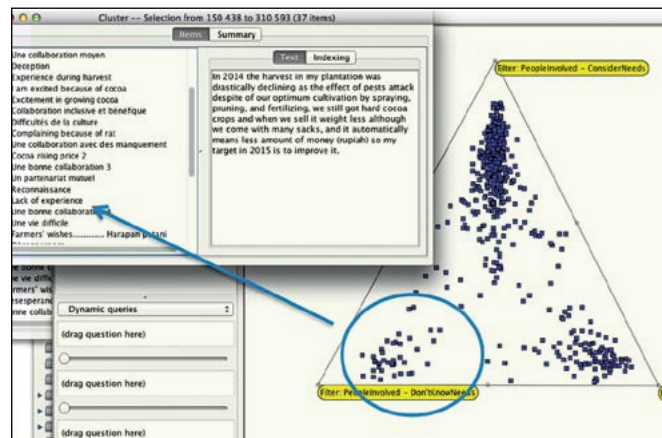 Cluster -- Selection from 150 438 to 310 593 (37 items)
Items Summary
Une collaboration moyen
Deception
Experience during harvest
I am excited because of cocoa
Excitement in growing cocoa
Collaboration inclusive et bénéfique
Difficultés de la culture
Complaining because of rat
Une collaboration avec des manquement
Cocoa rising price 2
Une bonne collaboration 3
Un partenariat mutuel
Reconnaissance
Lack of experience
Une bonne collaboration
Une vie difficile
Farmers' wishes............. Harapan petani
Text Indexing
In 2014 the harvest in my plantation was
drastically declining as the effect of pests attack
despite of our optimum cultivation by spraying,
pruning, and fertilizing, we still got hard cocoa
crops and when we sell it weight less although
we come with many sacks, and it automatically
means less amount of money (rupiah) so my
target in 2015 is to improve it.
Filter: PeopleInvolved - ConsiderNeeds
Dynamic queries
(drag question here)
(drag question here)
(drag question here)
Filter: PeopleInvolved - Don'tKnowNeeds